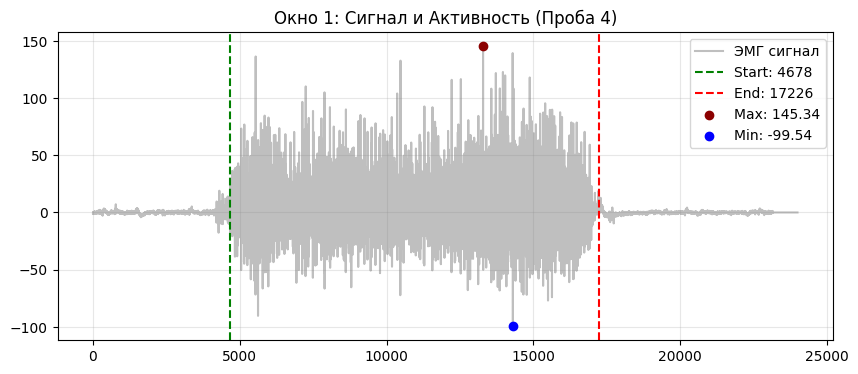 Окно 1: Сигнал и Активность (Проба 4)
150
100
50
0
−50
−100
0
5000
10000
15000
20000
25000
ЭМГ сигнал
Start: 4678
End: 17226
Max: 145.34
Min: -99.54